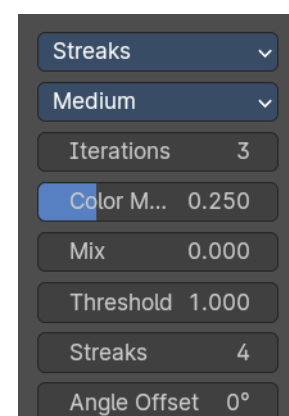 Streaks
Medium
Iterations 3
Color M... 0.250
Mix 0.000
Threshold 1.000
Streaks 4
Angle Offset 0°